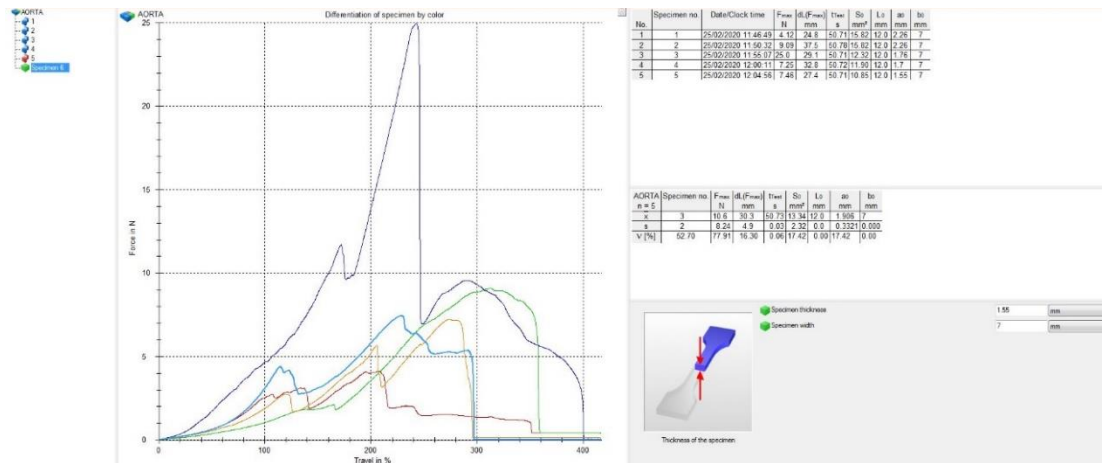 AORTA
1
2
3
4
5
Specimen 6
AORTA
Differentiation of specimen by color
25
20
15
10
5
0
Force in N
0 100 200 300 400
Travel in %
Specimen no. Date/Clock time Fmax dL(Fmax) tTest S0 L0 a0 b0
No. N mm s mm² mm mm mm
1 1 25/02/2020 11:46:49 4.12 24.8 50.71 15.82 12.0 2.26 7
2 2 25/02/2020 11:50:32 9.09 37.5 50.78 15.82 12.0 2.26 7
3 3 25/02/2020 11:55:07 25.0 29.1 50.71 12.32 12.0 1.76 7
4 4 25/02/2020 12:00:11 7.25 32.8 50.72 11.90 12.0 1.7 7
5 5 25/02/2020 12:04:56 7.46 27.4 50.71 10.85 12.0 1.55 7
AORTA Specimen no. Fmax dL(Fmax) tTest S0 L0 a0 b0
n = 5 N mm s mm² mm mm mm
x 3 10.6 30.3 50.73 13.34 12.0 1.906 7
s 2 8.24 4.9 0.03 2.32 0.0 0.3321 0.000
V [%] 52.70 77.91 16.30 0.06 17.42 0.00 17.42 0.00
Specimen thickness 1.55 mm
Specimen width 7 mm
Thickness of the specimen